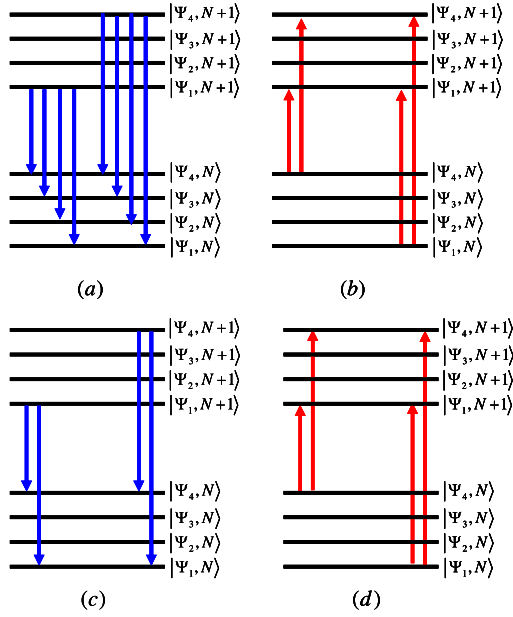 |Ψ₄, N+1⟩
|Ψ₃, N+1⟩
|Ψ₂, N+1⟩
|Ψ₁, N+1⟩
|Ψ₄, N⟩
|Ψ₃, N⟩
|Ψ₂, N⟩
|Ψ₁, N⟩
(a)
|Ψ₄, N+1⟩
|Ψ₃, N+1⟩
|Ψ₂, N+1⟩
|Ψ₁, N+1⟩
|Ψ₄, N⟩
|Ψ₃, N⟩
|Ψ₂, N⟩
|Ψ₁, N⟩
(b)
|Ψ₄, N+1⟩
|Ψ₃, N+1⟩
|Ψ₂, N+1⟩
|Ψ₁, N+1⟩
|Ψ₄, N⟩
|Ψ₃, N⟩
|Ψ₂, N⟩
|Ψ₁, N⟩
(c)
|Ψ₄, N+1⟩
|Ψ₃, N+1⟩
|Ψ₂, N+1⟩
|Ψ₁, N+1⟩
|Ψ₄, N⟩
|Ψ₃, N⟩
|Ψ₂, N⟩
|Ψ₁, N⟩
(d)